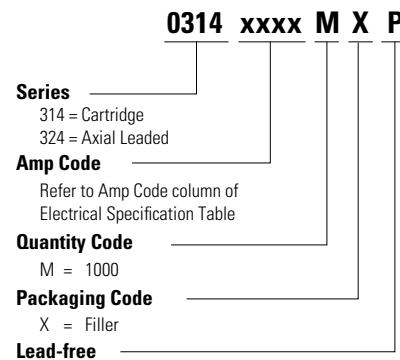 0314 xxxx M X P
Series
314 = Cartridge
324 = Axial Leaded
Amp Code
Refer to Amp Code column of
Electrical Specification Table
Quantity Code
M = 1000
Packaging Code
X = Filler
Lead-free